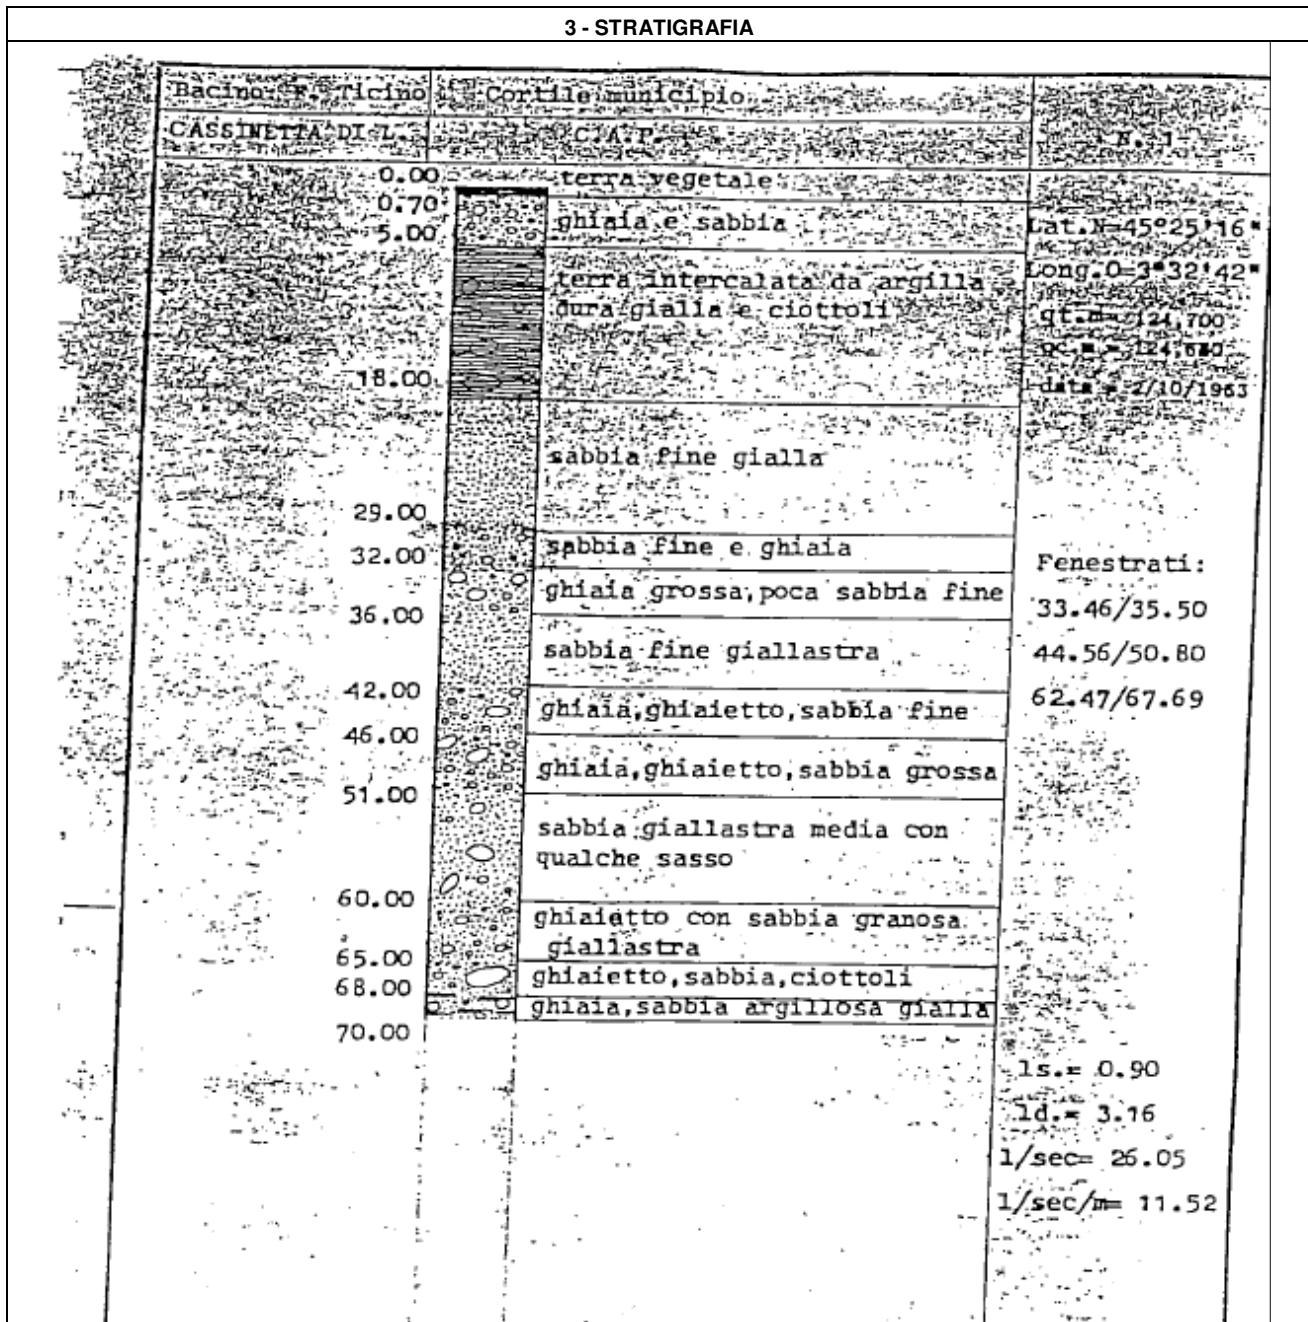 3 - STRATIGRAFIA
Bacino: F. Ticino Cortile municipio
CASSINETTA DI L. C.A.P. N. 1
0.00 terra vegetale
0.70 ghiaia e sabbia Lat.N=45°25'16"
5.00
Long.O=3°32'42"
terra intercalata da argilla
dura gialla e ciottoli qt.m= 124,700
124,680
18.00 data = 2/10/1963
sabbia fine gialla
29.00
sabbia fine e ghiaia
32.00 Fenestrati:
ghiaia grossa,poca sabbia fine
36.00 33.46/35.50
sabbia fine giallastra 44.56/50.80
42.00 62.47/67.69
ghiaia,ghiaietto,sabbia fine
46.00
ghiaia,ghiaietto,sabbia grossa
51.00
sabbia giallastra media con
qualche sasso
60.00
ghiaietto con sabbia granosa
giallastra
65.00
ghiaietto,sabbia,ciottoli
68.00
ghiaia,sabbia argillosa gialla
70.00
ls.= 0.90
ld.= 3.16
l/sec= 26.05
l/sec/m= 11.52